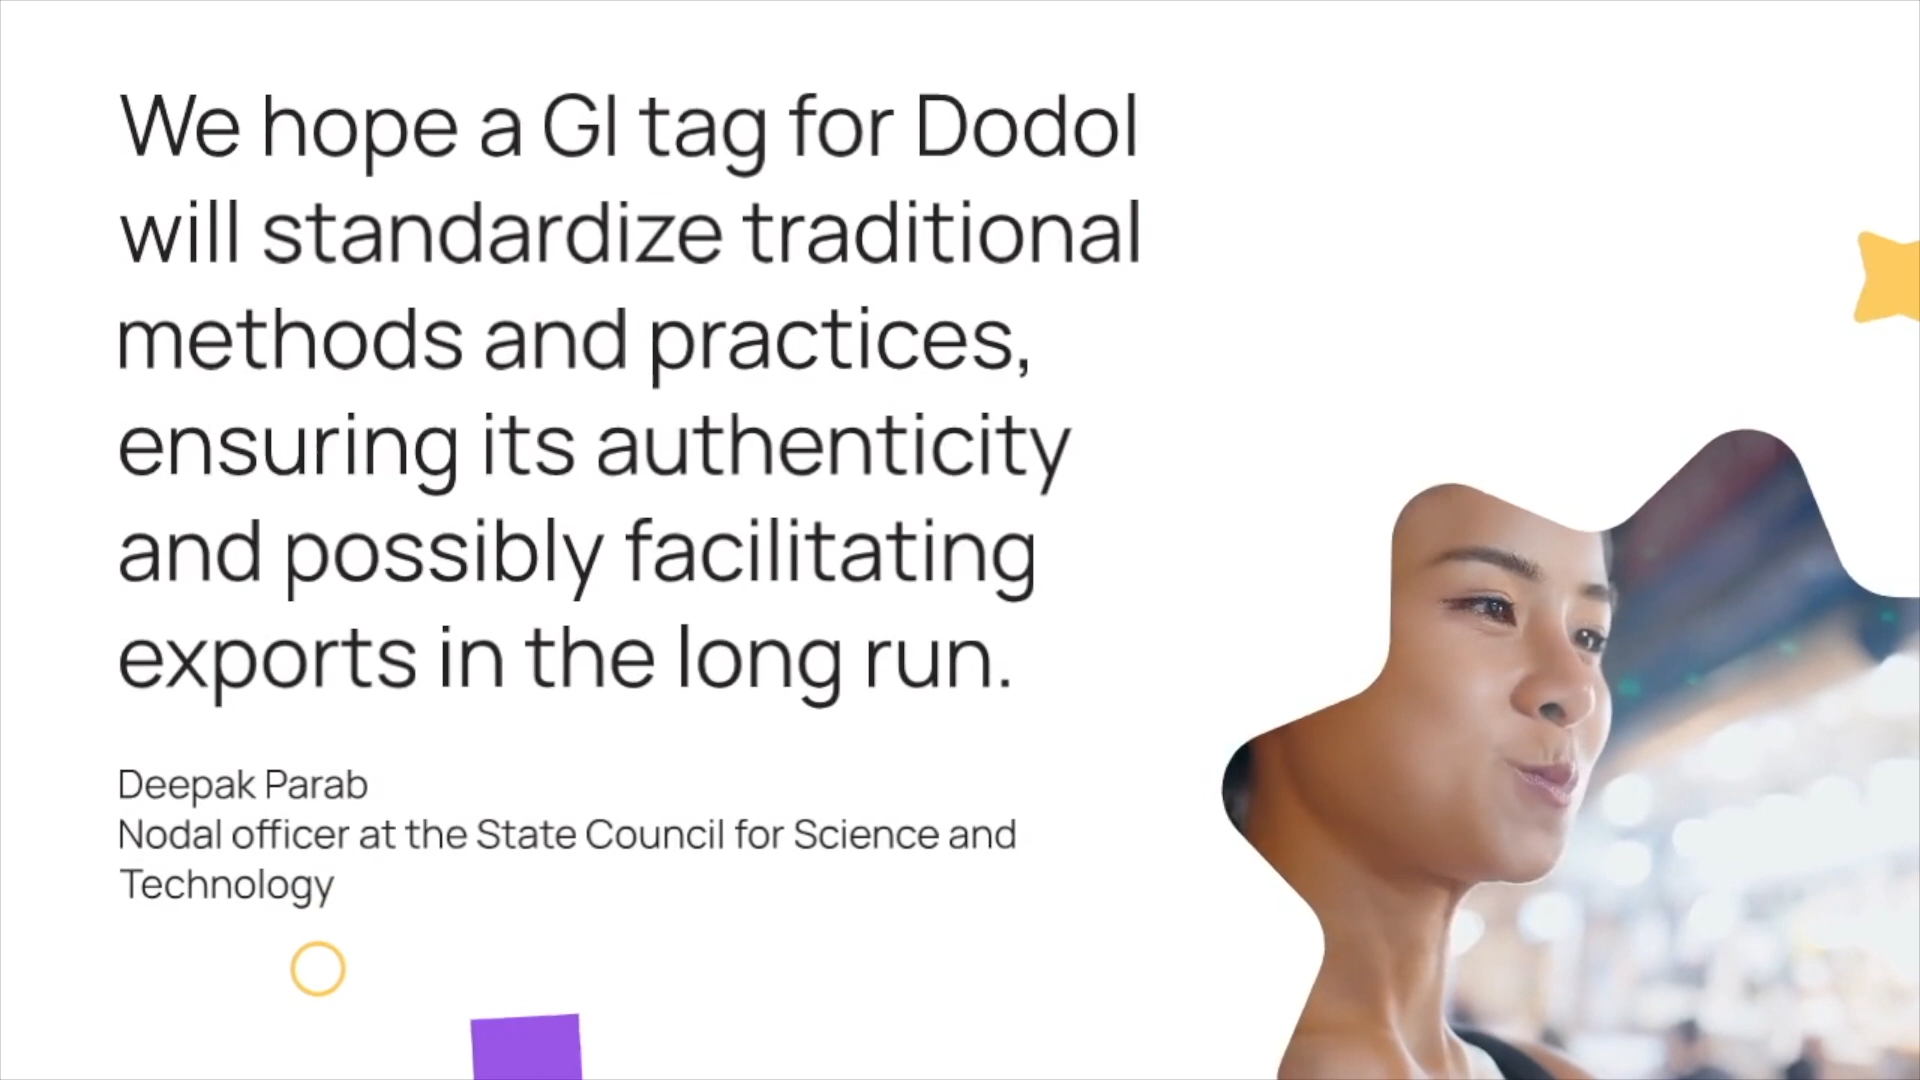 We hope a GI tag for Dodol
will standardize traditional
methods and practices,
ensuring its authenticity
and possibly facilitating
exports in the long run.
Deepak Parab
Nodal officer at the State Council for Science and
Technology